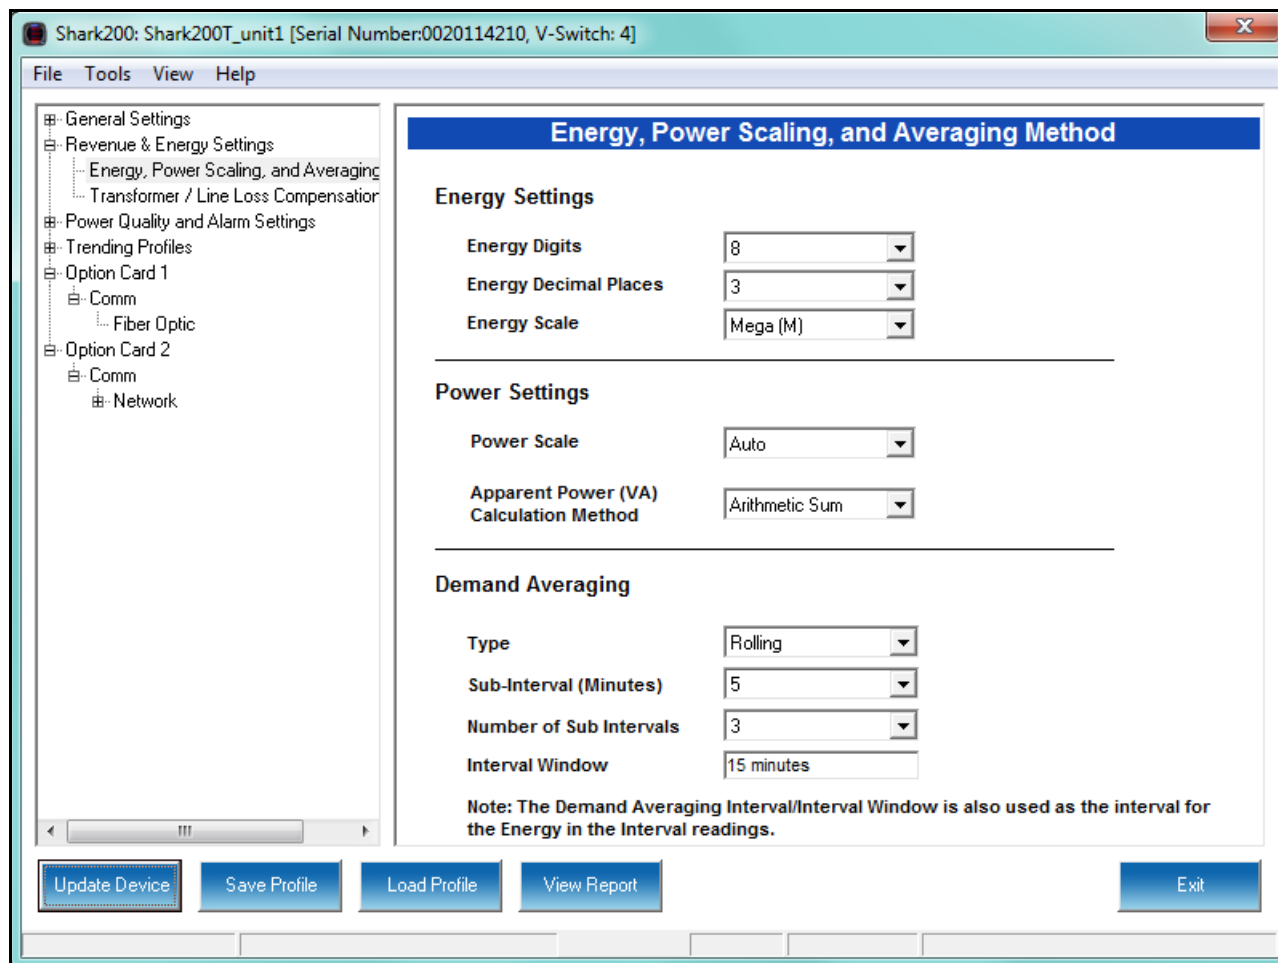 Shark200: Shark200T_unit1 [Serial Number:0020114210, V-Switch: 4]
File Tools View Help
General Settings
Revenue & Energy Settings
Energy, Power Scaling, and Averaging
Transformer / Line Loss Compensation
Power Quality and Alarm Settings
Trending Profiles
Option Card 1
Comm
Fiber Optic
Option Card 2
Comm
Network
Energy, Power Scaling, and Averaging Method
Energy Settings
Energy Digits 8
Energy Decimal Places 3
Energy Scale Mega (M)
Power Settings
Power Scale Auto
Apparent Power (VA)
Calculation Method Arithmetic Sum
Demand Averaging
Type Rolling
Sub-Interval (Minutes) 5
Number of Sub Intervals 3
Interval Window 15 minutes
Note: The Demand Averaging Interval/Interval Window is also used as the interval for
the Energy in the Interval readings.
Update Device Save Profile Load Profile View Report Exit